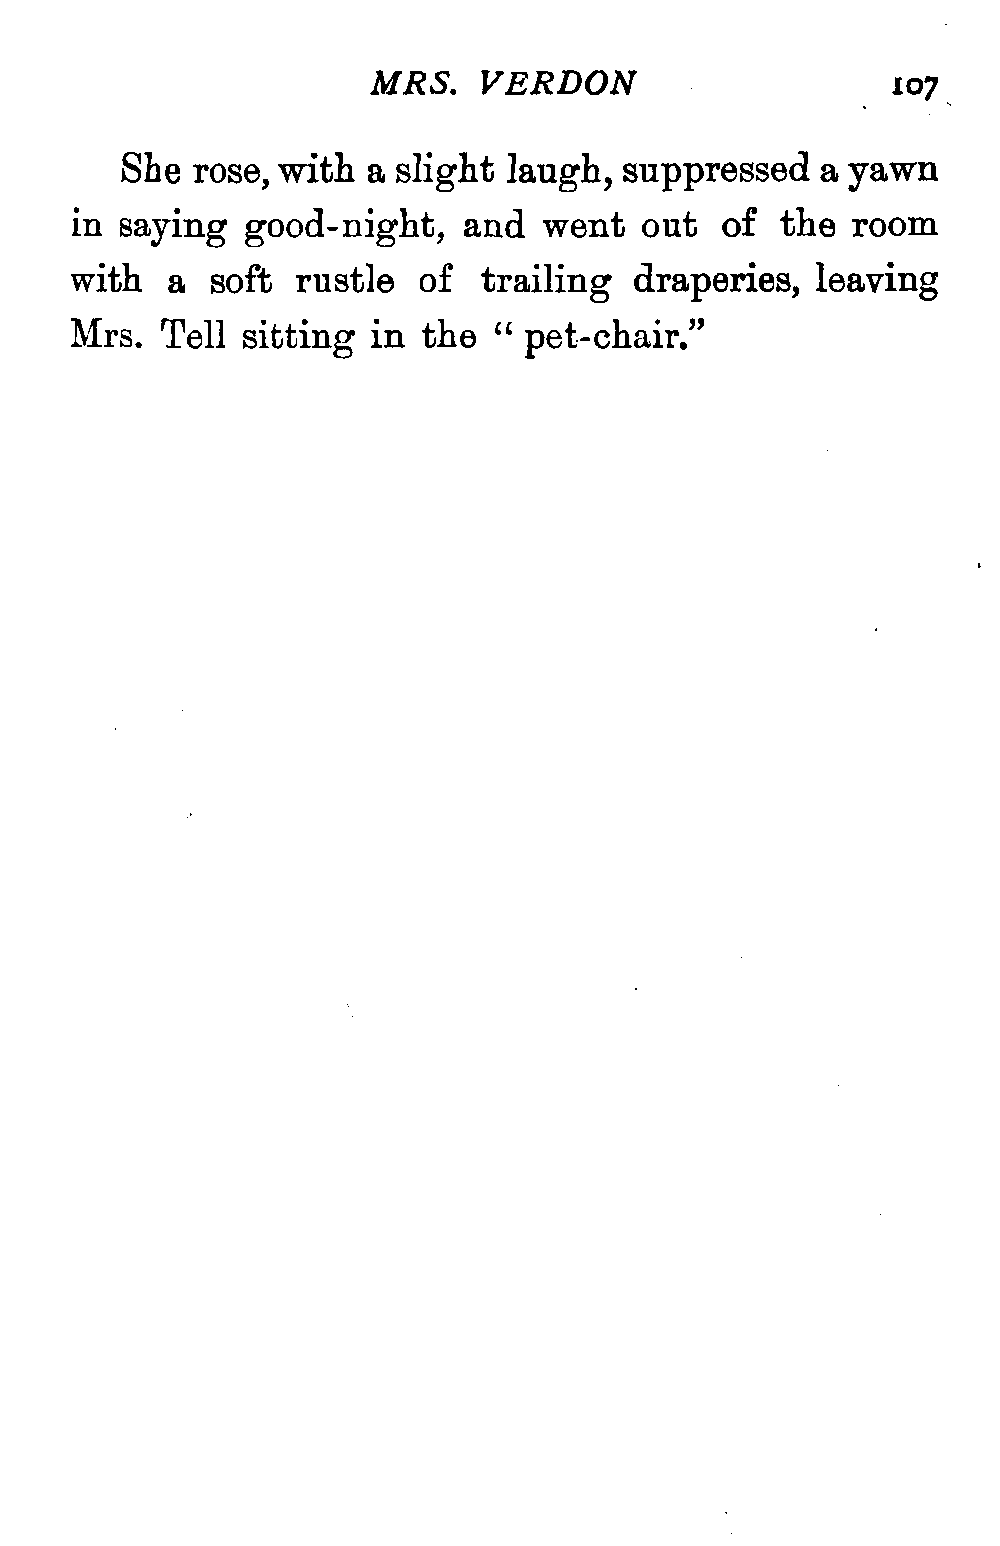 MRS. VERDON 107
She rose, with a slight laugh, suppressed a yawn
in saying good-night, and went out of the room
with a soft rustle of trailing draperies, leaving
Mrs. Tell sitting in the “ pet-chair.”